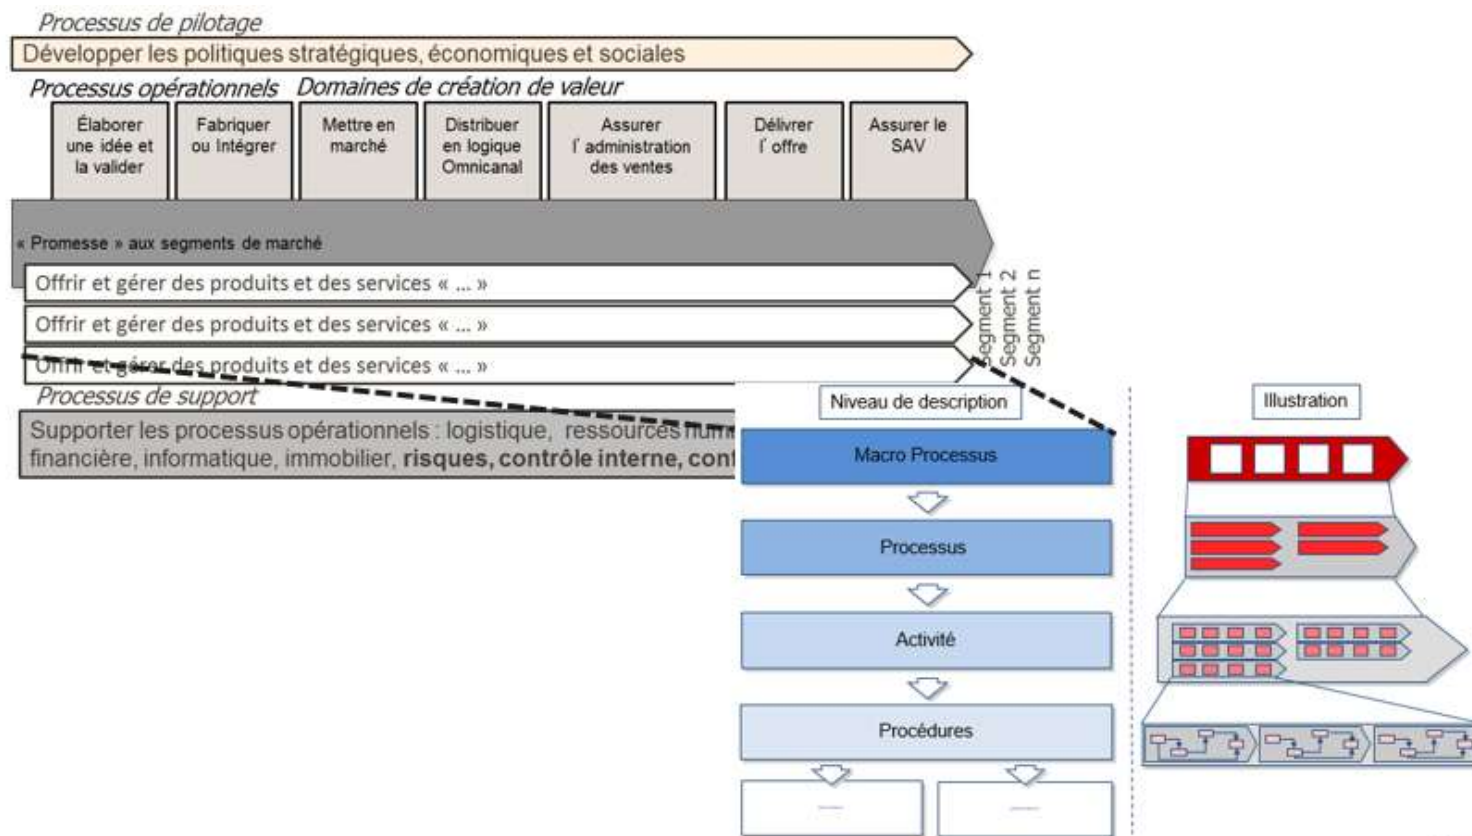 Processus de pilotage
Développer les politiques stratégiques, économiques et sociales
Processus opérationnels Domaines de création de valeur
Élaborer
une idée et
la valider
Fabriquer
ou Intégrer
Mettre en
marché
Distribuer
en logique
Omnicanal
Assurer
l' administration
des ventes
Délivrer
l' offre
Assurer le
SAV
« Promesse » aux segments de marché
Offrir et gérer des produits et des services « ... »
Offrir et gérer des produits et des services « ... »
Offrir et gérer des produits et des services « ... »
Segment 1
Segment 2
Segment n
Processus de support
Supporter les processus opérationnels : logistique, ressources
financière, informatique, immobilier, risques, contrôle interne,
Niveau de description
Illustration
Macro Processus
Processus
Activité
Procédures